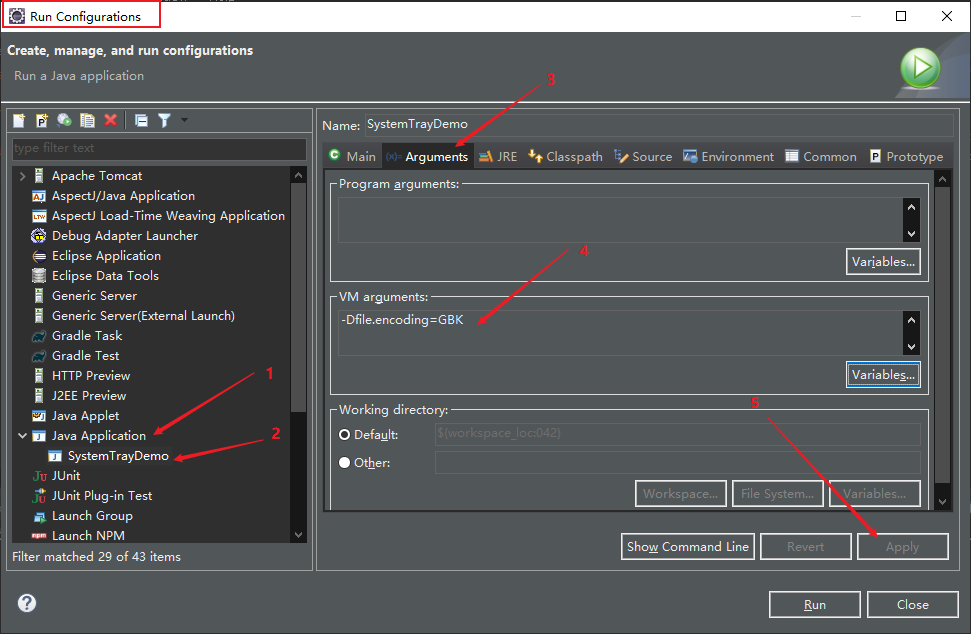 Run Configurations
Create, manage, and run configurations
Run a Java application
type filter text
Apache Tomcat
AspectJ/Java Application
AspectJ Load-Time Weaving Application
Debug Adapter Launcher
Eclipse Application
Eclipse Data Tools
Generic Server
Generic Server(External Launch)
Gradle Task
Gradle Test
HTTP Preview
J2EE Preview
Java Applet
Java Application
SystemTrayDemo
JUnit
JUnit Plug-in Test
Launch Group
Launch NPM
Filter matched 29 of 43 items
1
2
Name: SystemTrayDemo
3
Main Arguments JRE Classpath Source Environment Common Prototype
Program arguments:
4
Variables...
VM arguments:
-Dfile.encoding=GBK
Variables...
5
Working directory:
Default: ${workspace_loc:042}
Other:
Workspace... File System... Variables...
Show Command Line Revert Apply
Run Close